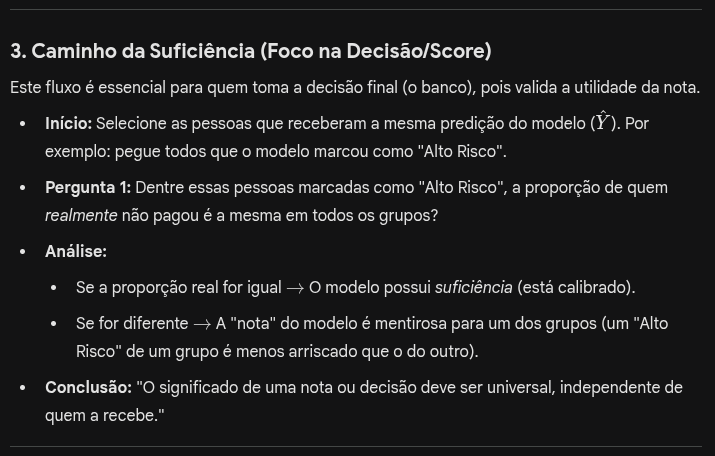 3. Caminho da Suficiência (Foco na Decisão/Score)
Este fluxo é essencial para quem toma a decisão final (o banco), pois valida a utilidade da nota.
• Início: Selecione as pessoas que receberam a mesma predição do modelo (Ŷ). Por
exemplo: pegue todos que o modelo marcou como "Alto Risco".
• Pergunta 1: Dentre essas pessoas marcadas como "Alto Risco", a proporção de quem
realmente não pagou é a mesma em todos os grupos?
• Análise:
• Se a proporção real for igual → O modelo possui suficiência (está calibrado).
• Se for diferente → A "nota" do modelo é mentirosa para um dos grupos (um "Alto
Risco" de um grupo é menos arriscado que o do outro).
• Conclusão: "O significado de uma nota ou decisão deve ser universal, independente de
quem a recebe."